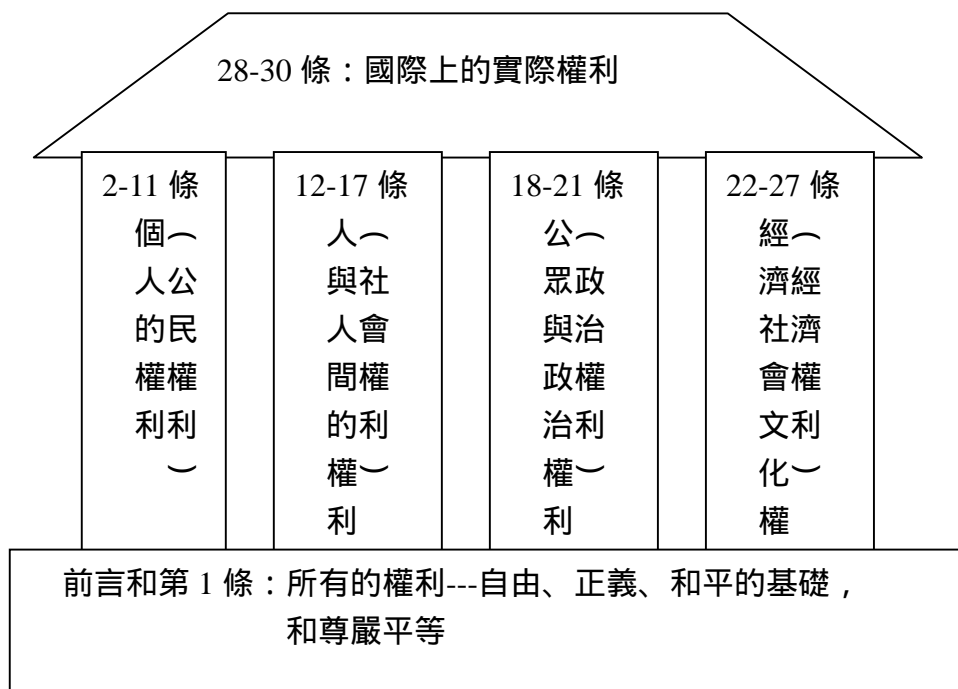 28-30 條：國際上的實際權利
2-11 條
個人的權利
（公民權利）
12-17 條
人與人間的權利
（社會權利）
18-21 條
公眾與政治權利
（政治權利）
22-27 條
經濟社會文化權
（經濟權利）
前言和第 1 條：所有的權利---自由、正義、和平的基礎，
和尊嚴平等